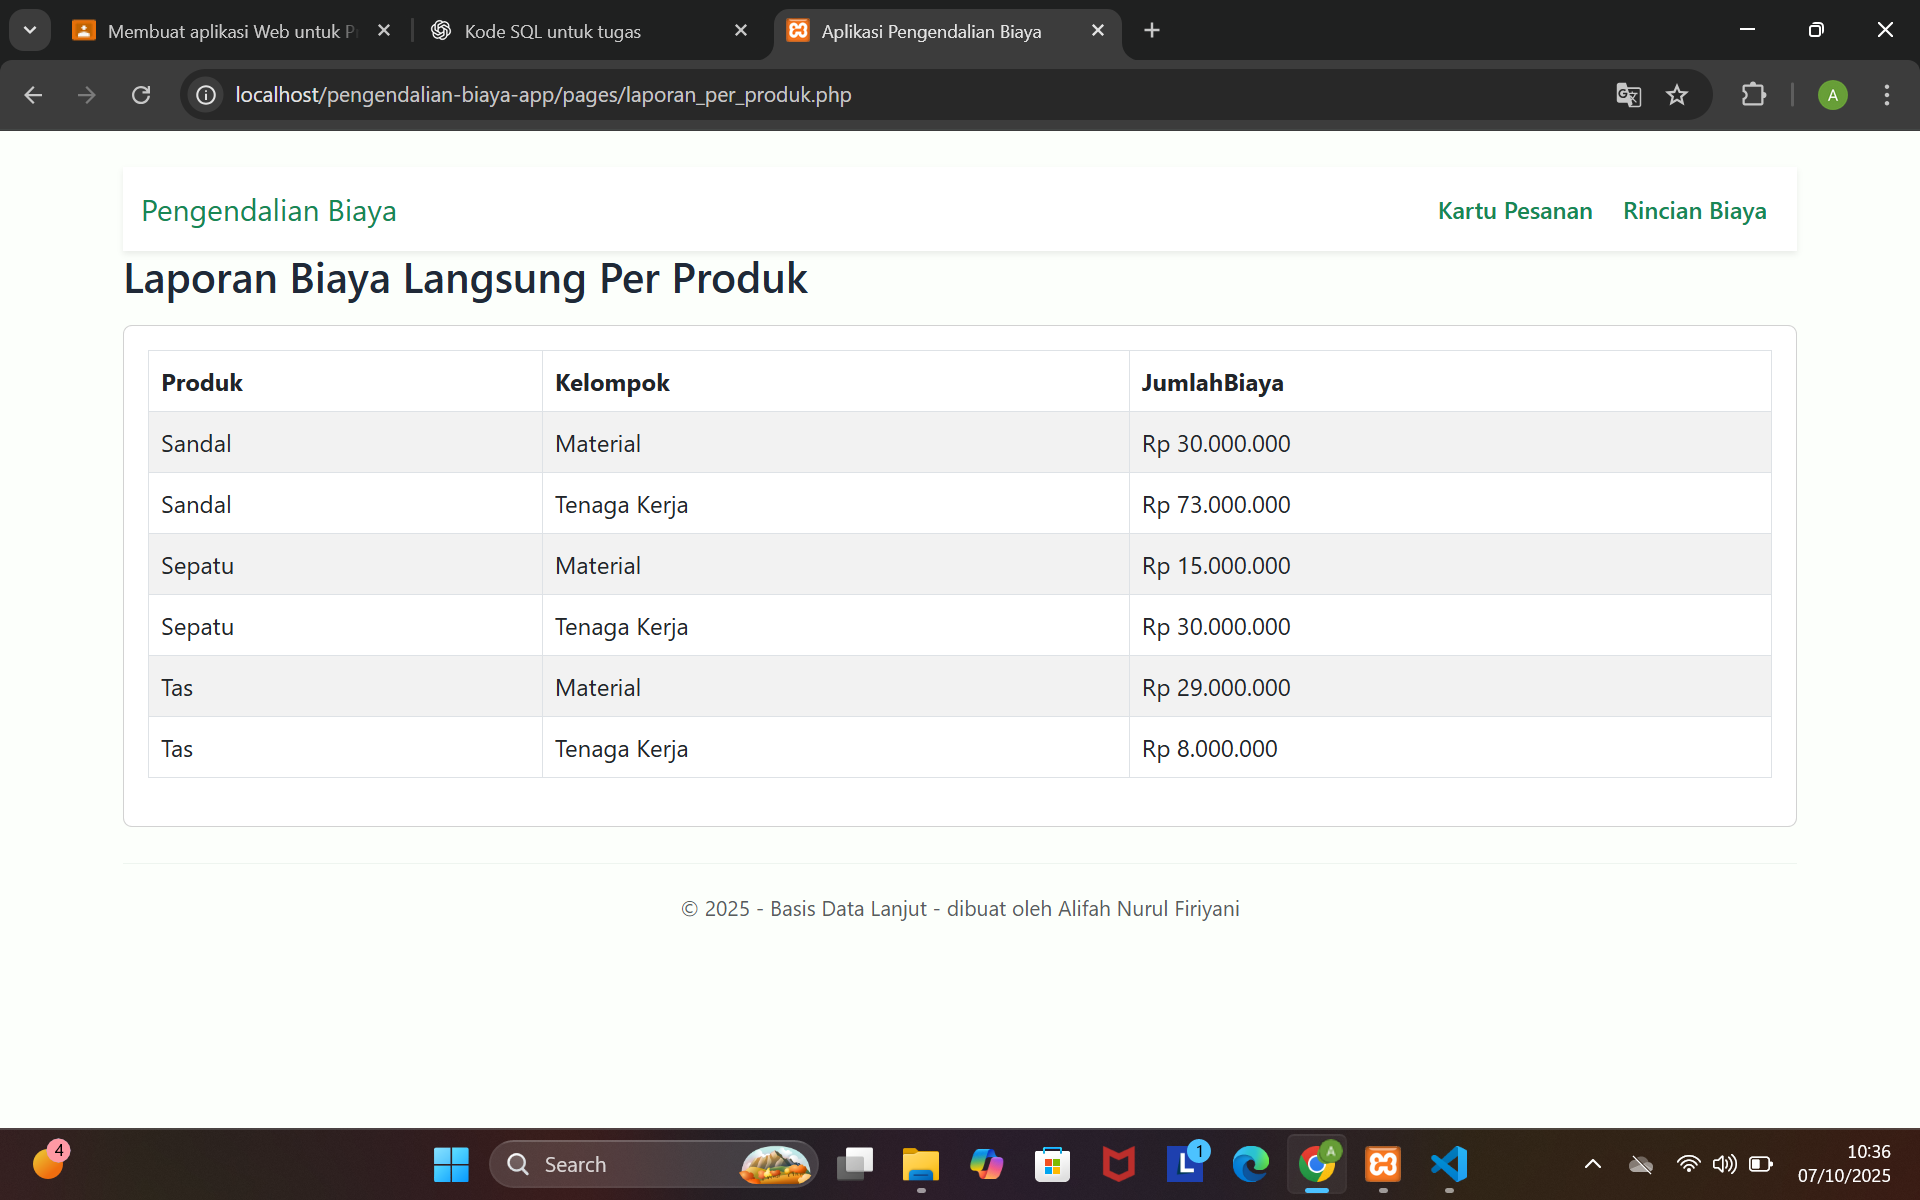 Membuat aplikasi Web untuk P
Kode SQL untuk tugas
Aplikasi Pengendalian Biaya
localhost/pengendalian-biaya-app/pages/laporan_per_produk.php
A
Pengendalian Biaya
Kartu Pesanan
Rincian Biaya
Laporan Biaya Langsung Per Produk
Produk Kelompok JumlahBiaya
Sandal Material Rp 30.000.000
Sandal Tenaga Kerja Rp 73.000.000
Sepatu Material Rp 15.000.000
Sepatu Tenaga Kerja Rp 30.000.000
Tas Material Rp 29.000.000
Tas Tenaga Kerja Rp 8.000.000
© 2025 - Basis Data Lanjut - dibuat oleh Alifah Nurul Firiyani
4
Search
L
1
A
10:36
07/10/2025